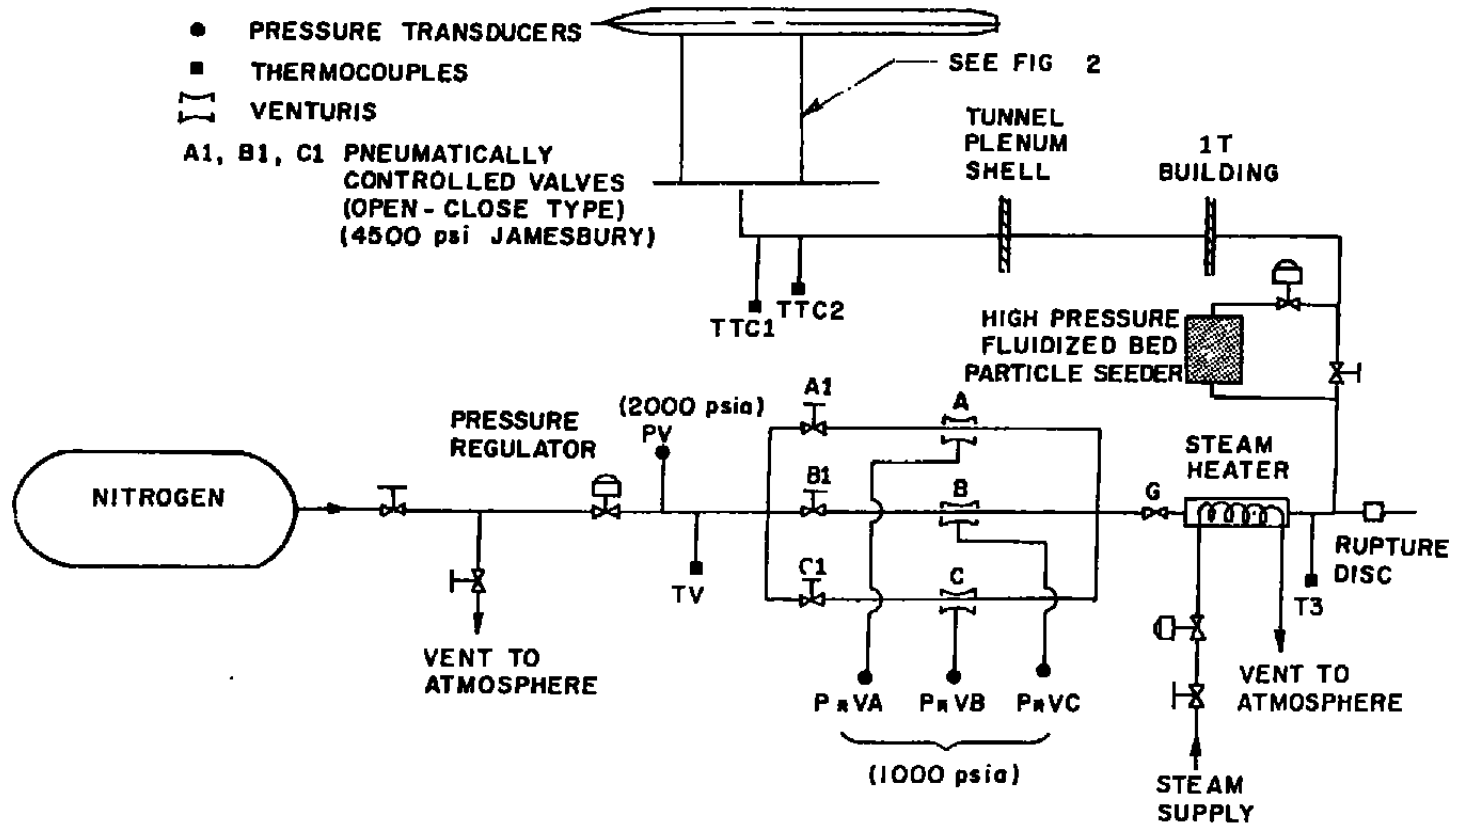 PRESSURE TRANSDUCERS
THERMOCOUPLES
VENTURIS
A1, B1, C1 PNEUMATICALLY
CONTROLLED VALVES
(OPEN-CLOSE TYPE)
(4500 psi JAMESBURY)
SEE FIG 2
TUNNEL
PLENUM
SHELL
1T
BUILDING
TTC1
TTC2
HIGH PRESSURE
FLUIDIZED BED
PARTICLE SEEDER
NITROGEN
PRESSURE
REGULATOR
(2000 psia)
PV
TV
A1
A
B1
B
C1
C
G
STEAM
HEATER
RUPTURE
DISC
T3
VENT TO
ATMOSPHERE
P*VA
P*VB
P*VC
(1000 psia)
VENT TO
ATMOSPHERE
STEAM
SUPPLY